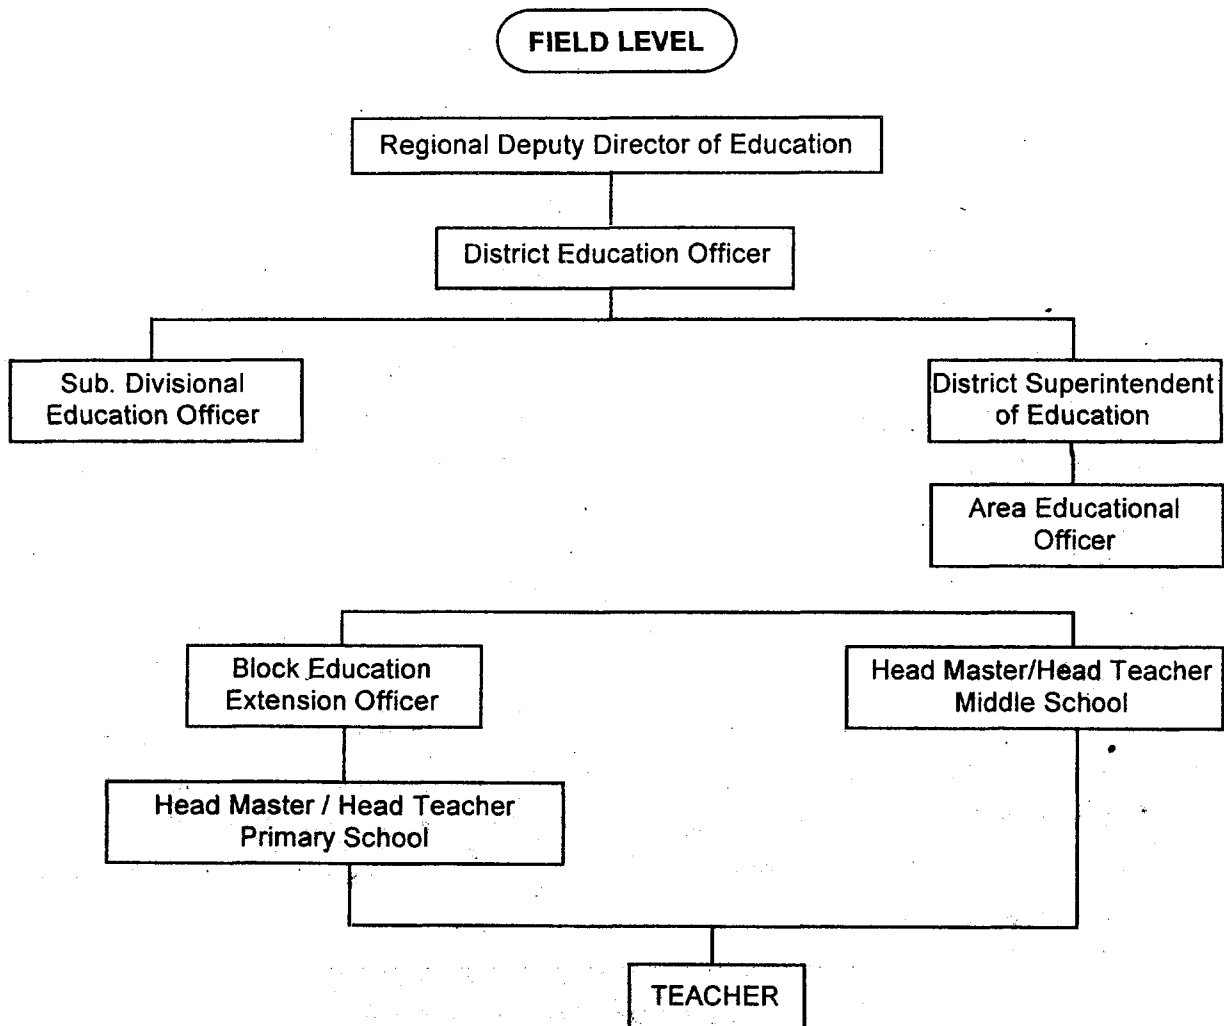 FIELD LEVEL
Regional Deputy Director of Education
District Education Officer
Sub. Divisional
Education Officer
District Superintendent
of Education
Area Educational
Officer
Block Education
Extension Officer
Head Master/Head Teacher
Middle School
Head Master / Head Teacher
Primary School
TEACHER